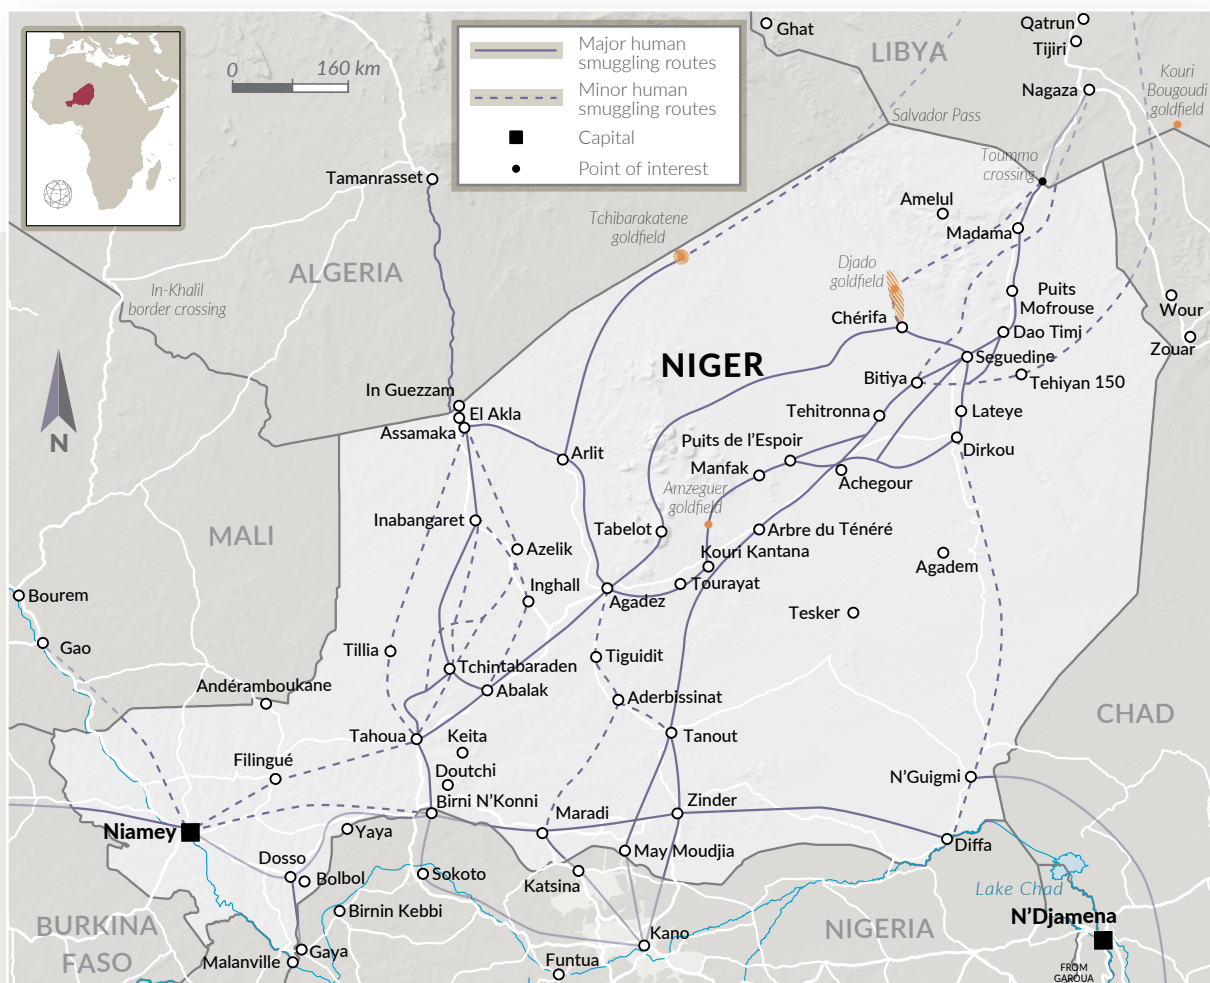 Ghat
LIBYA
Qatrun
Tijiri
Nagaza
Kouri
Bougoudi
goldfield
0
160 km
Major human
smuggling routes
Minor human
smuggling routes
Capital
Point of interest
Salvador Pass
Toummo
crossing
Tamanrasset
Amelul
Madama
Tchibarakatene
goldfield
ALGERIA
In-Khalil
border crossing
Djado
goldfield
Puits
Mofrouse
Wour
Chérifa
Dao Timj
Zouar
NIGER
Seguedine
Bitiya
Tehiyan 150
In Guezzam
El Akla
Assamaka
Tehitronna
Lateye
N
Arlit
Puits de l'Espoir
Dirkou
Manfak
Achegour
Amzeguer
goldfield
MALI
Inabangaret
Azelik
Tabelot
Arbre du Ténéré
Kouri Kantana
Agadem
Bourem
Inghall
Agadez
Tourayat
Tesker
Gao
Tillia
Tchintabaraden
Tiguidit
Andéramboukane
Abalak
Aderbissinat
CHAD
Tahoua
Keita
Tanout
Filingué
Doutchi
N'Guigmi
Birni N'Konni
Zinder
Maradi
Niamey
Yaya
May Moudjia
Diffa
Dosso
Bolbol
Sokoto
Katsina
Lake Chad
Birnin Kebbi
N'Djamena
BURKINA
FASO
NIGERIA
Gaya
Malanville
Kano
Funtua
FROM
GAROUA